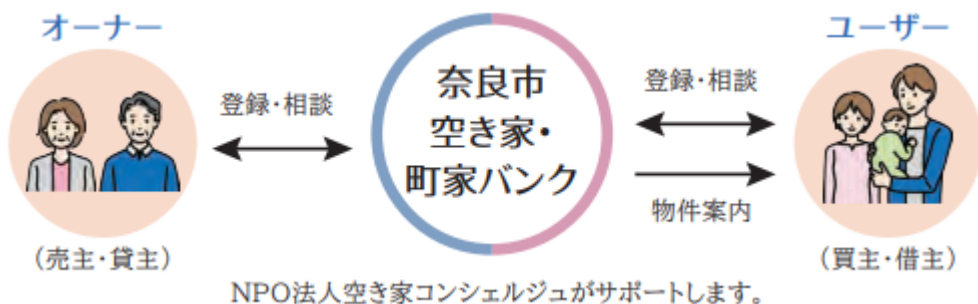 オーナー
ユーザー
登録・相談
奈良市
空き家・
町家バンク
登録・相談
物件案内
(売主・貸主)
(買主・借主)
NPO法人空き家コンシェルジュがサポートします。